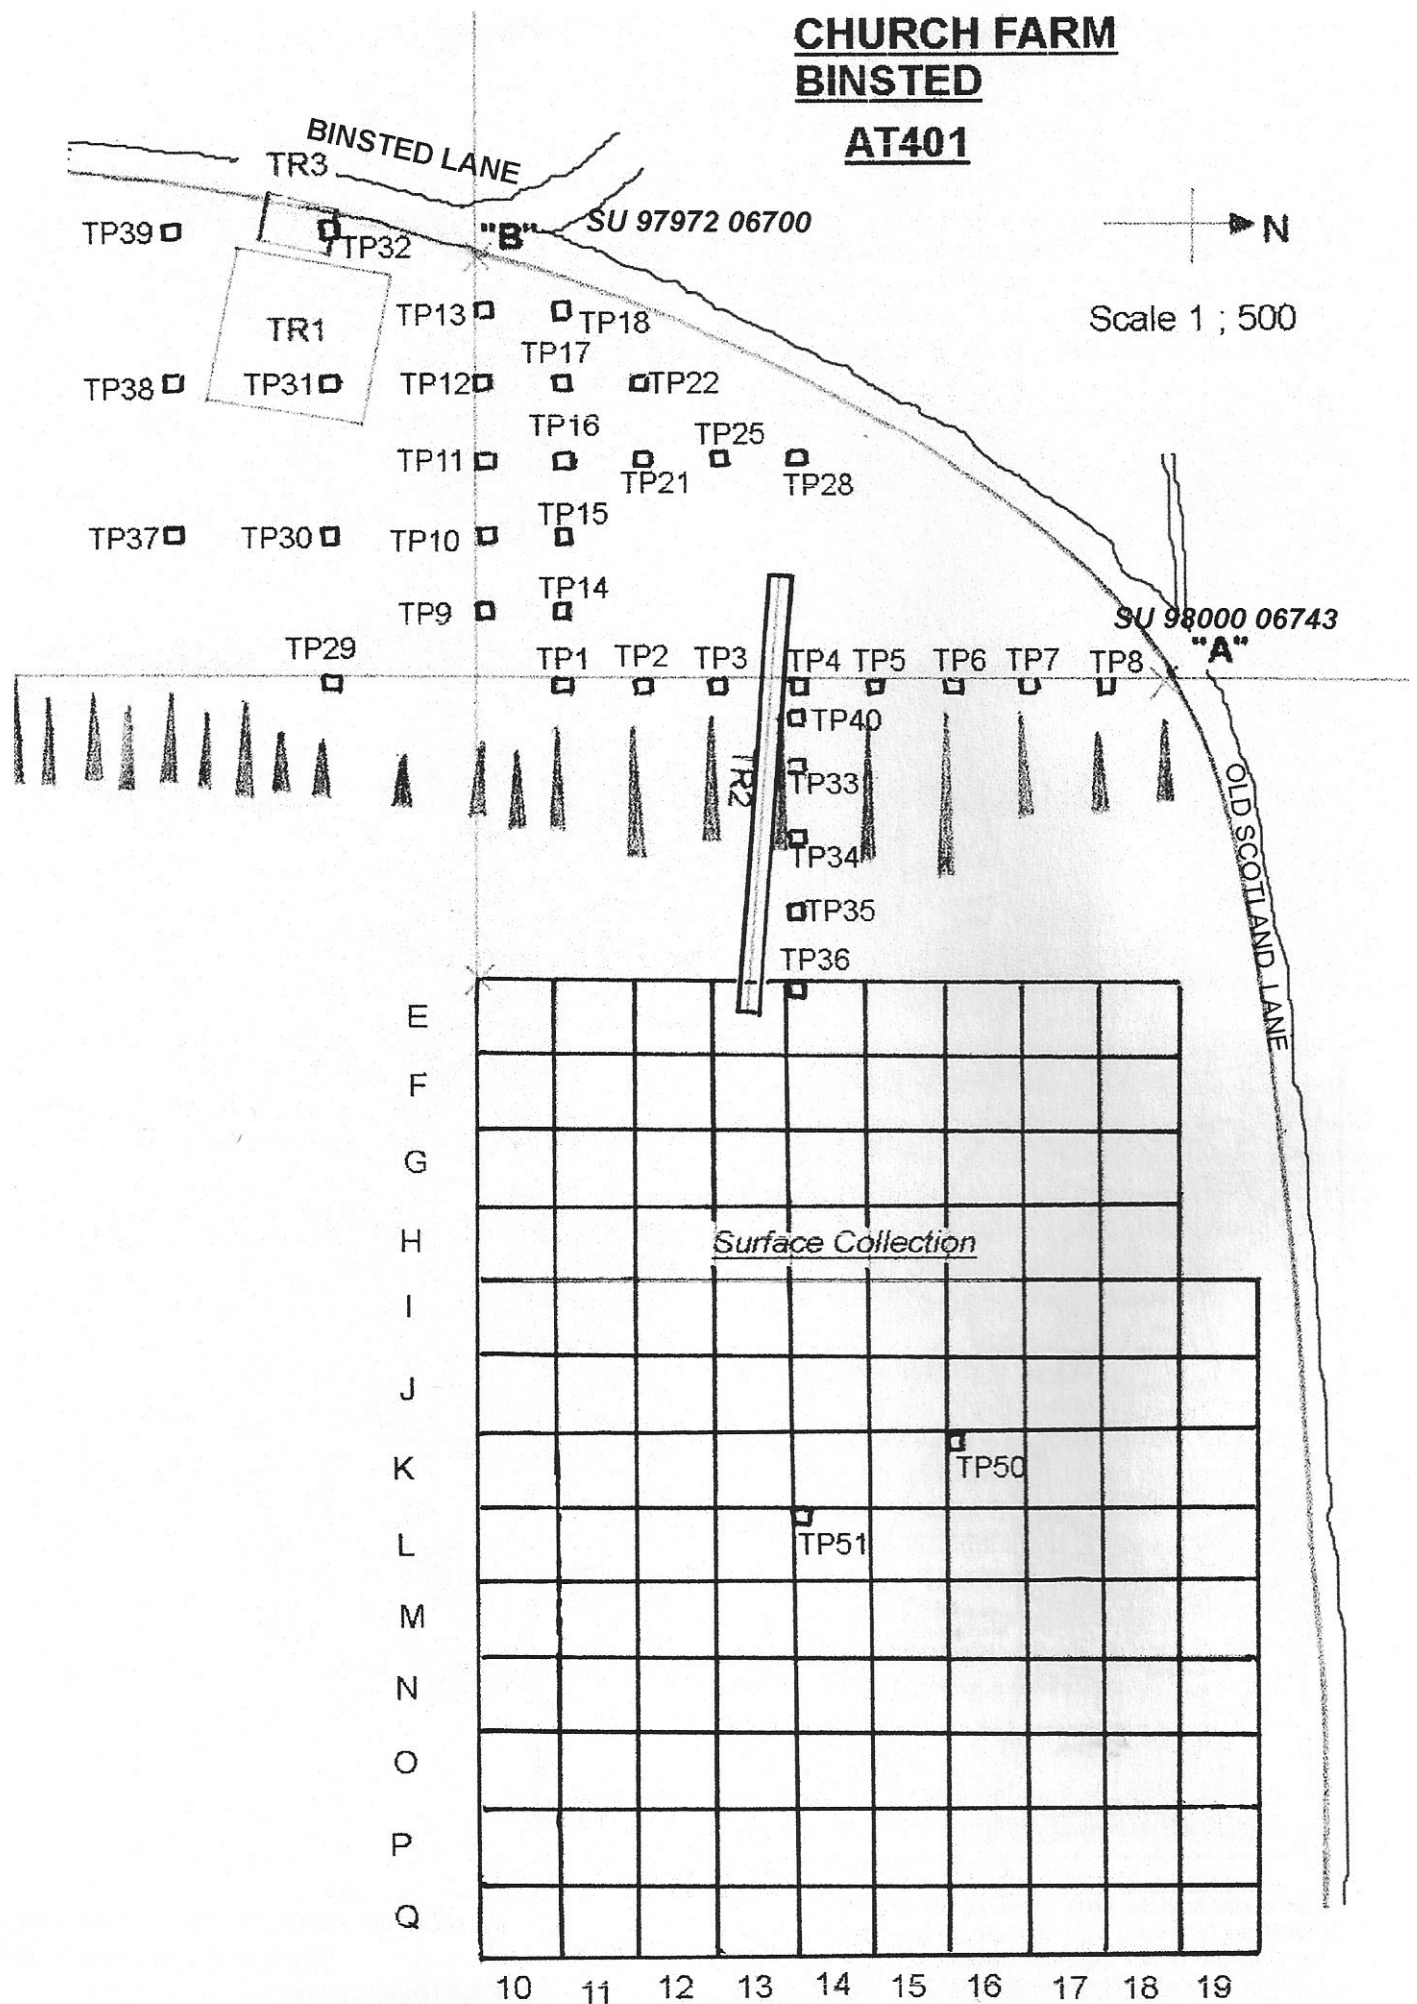 CHURCH FARM
BINSTED
AT401
BINSTED LANE
TR3
TP39
TP32
"B"
SU 97972 06700
N
Scale 1 ; 500
TP13
TP18
TR1
TP17
TP38
TP31
TP12
TP22
TP16
TP25
TP11
TP21
TP28
TP15
TP37
TP30
TP10
TP14
TP9
SU 98000 06743
"A"
TP29
TP1
TP2
TP3
TP4
TP5
TP6
TP7
TP8
TP40
TR2
TP33
OLD SCOTLAND LANE
TP34
TP35
TP36
E
F
G
H
Surface Collection
I
J
K
TP50
L
TP51
M
N
O
P
Q
10 11 12 13 14 15 16 17 18 19